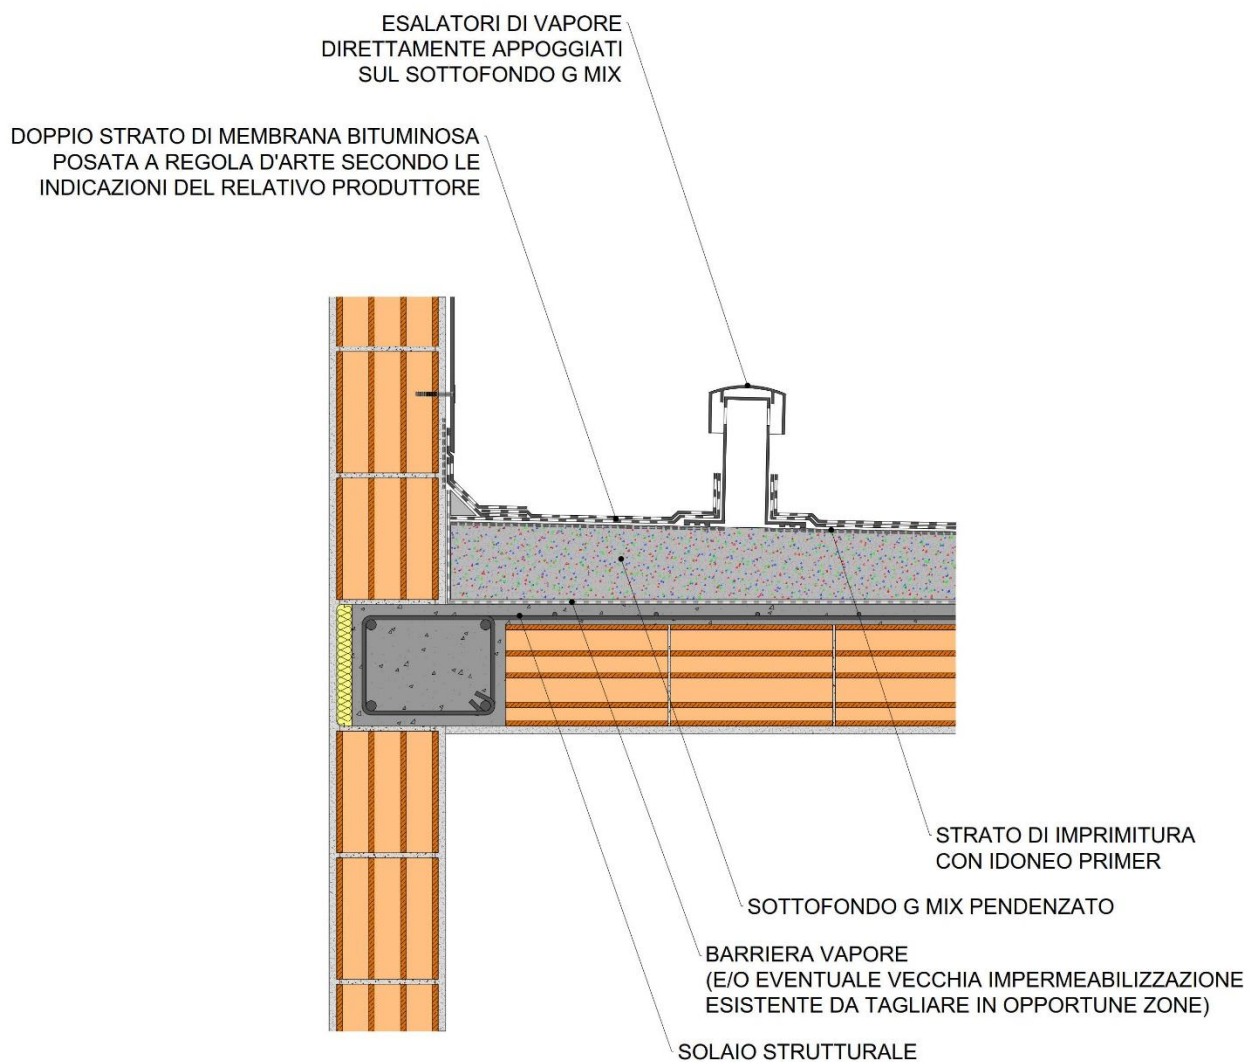 ESALATORI DI VAPORE
DIRETTAMENTE APPOGGIATI
SUL SOTTOFONDO G MIX
DOPPIO STRATO DI MEMBRANA BITUMINOSA
POSATA A REGOLA D'ARTE SECONDO LE
INDICAZIONI DEL RELATIVO PRODUTTORE
STRATO DI IMPRIMITURA
CON IDONEO PRIMER
SOTTOFONDO G MIX PENDENZATO
BARRIERA VAPORE
(E/O EVENTUALE VECCHIA IMPERMEABILIZZAZIONE
ESISTENTE DA TAGLIARE IN OPPORTUNE ZONE)
SOLAIO STRUTTURALE